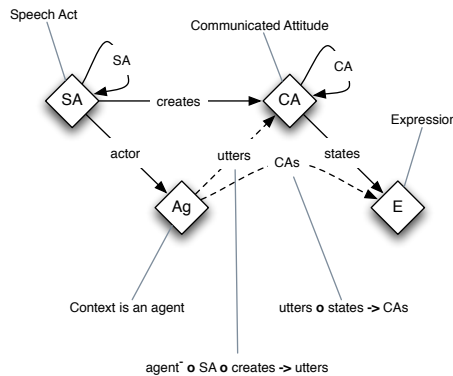 Speech Act
Communicated Attitude
SA
CA
SA
creates
CA
Expression
actor
utters
CAs
states
Ag
E
Context is an agent
utters o states -> CAs
agent⁻ o SA o creates -> utters